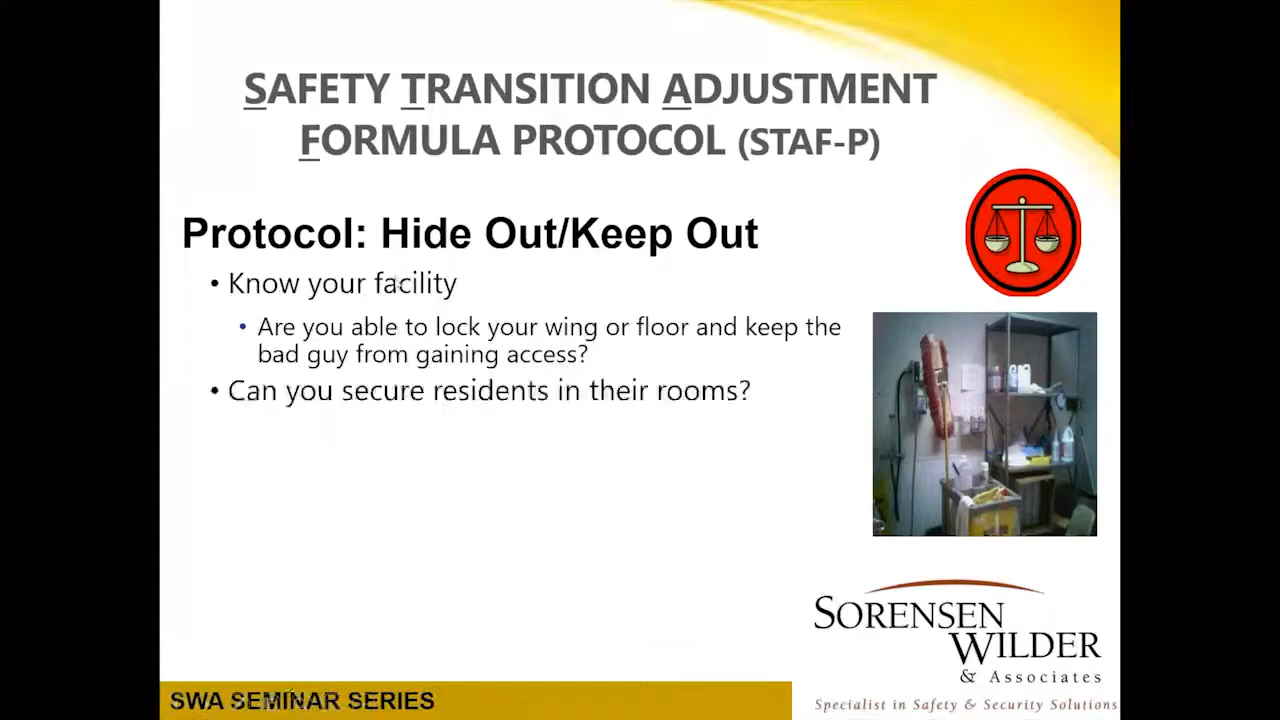 SAFETY TRANSITION ADJUSTMENT
FORMULA PROTOCOL (STAF-P)
Protocol: Hide Out/Keep Out
• Know your facility
• Are you able to lock your wing or floor and keep the
bad guy from gaining access?
• Can you secure residents in their rooms?
SORENSEN
WILDER
& Associates
Specialist in Safety & Security Solutions
SWA SEMINAR SERIES